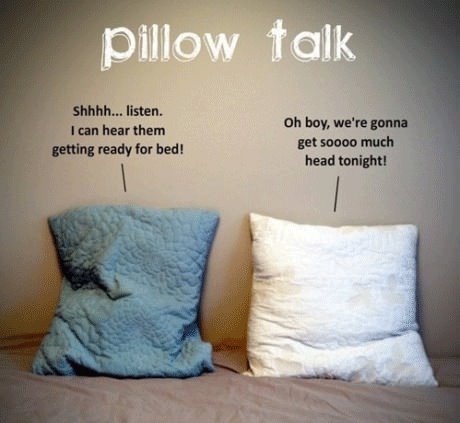 pillow talk
Shhhh... listen.
I can hear them
getting ready for bed!
Oh boy, we're gonna
get soooo much
head tonight!